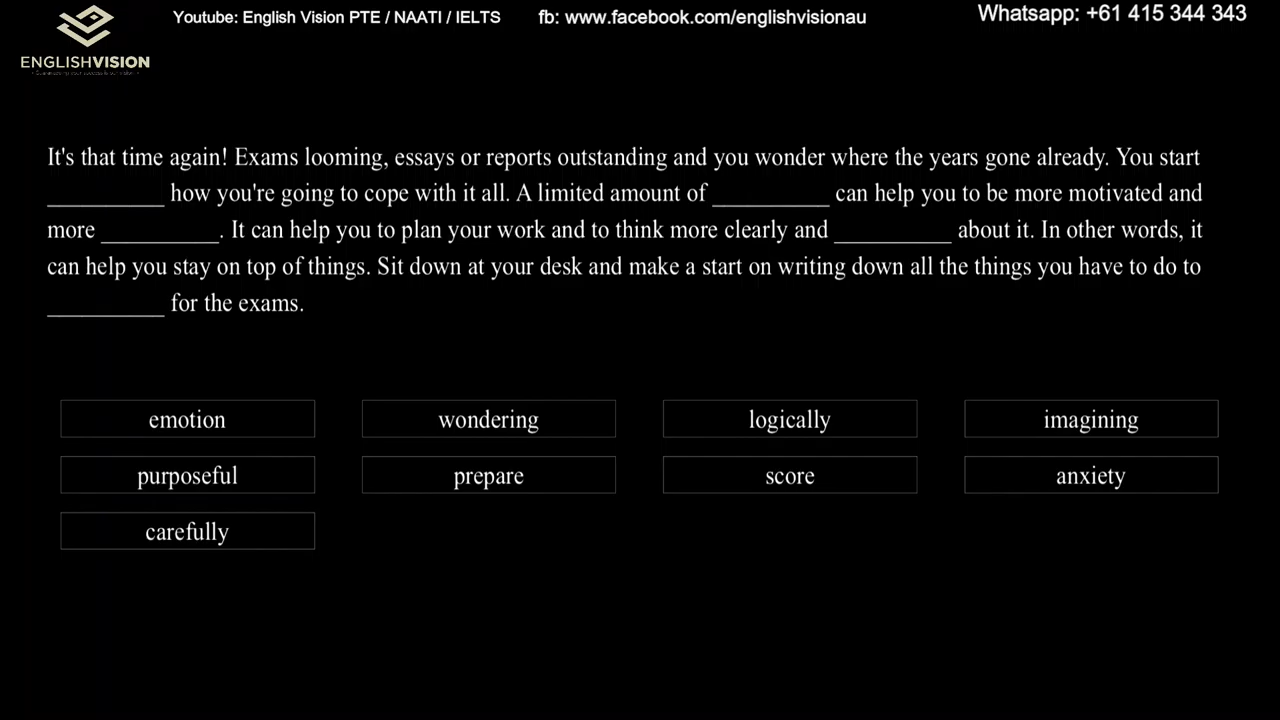 Youtube: English Vision PTE / NAATI / IELTS fb: www.facebook.com/englishvisionau Whatsapp: +61 415 344 343
ENGLISHVISION
It's that time again! Exams looming, essays or reports outstanding and you wonder where the years gone already. You start
__________ how you're going to cope with it all. A limited amount of __________ can help you to be more motivated and
more __________. It can help you to plan your work and to think more clearly and __________ about it. In other words, it
can help you stay on top of things. Sit down at your desk and make a start on writing down all the things you have to do to
__________ for the exams.
emotion wondering logically imagining
purposeful prepare score anxiety
carefully